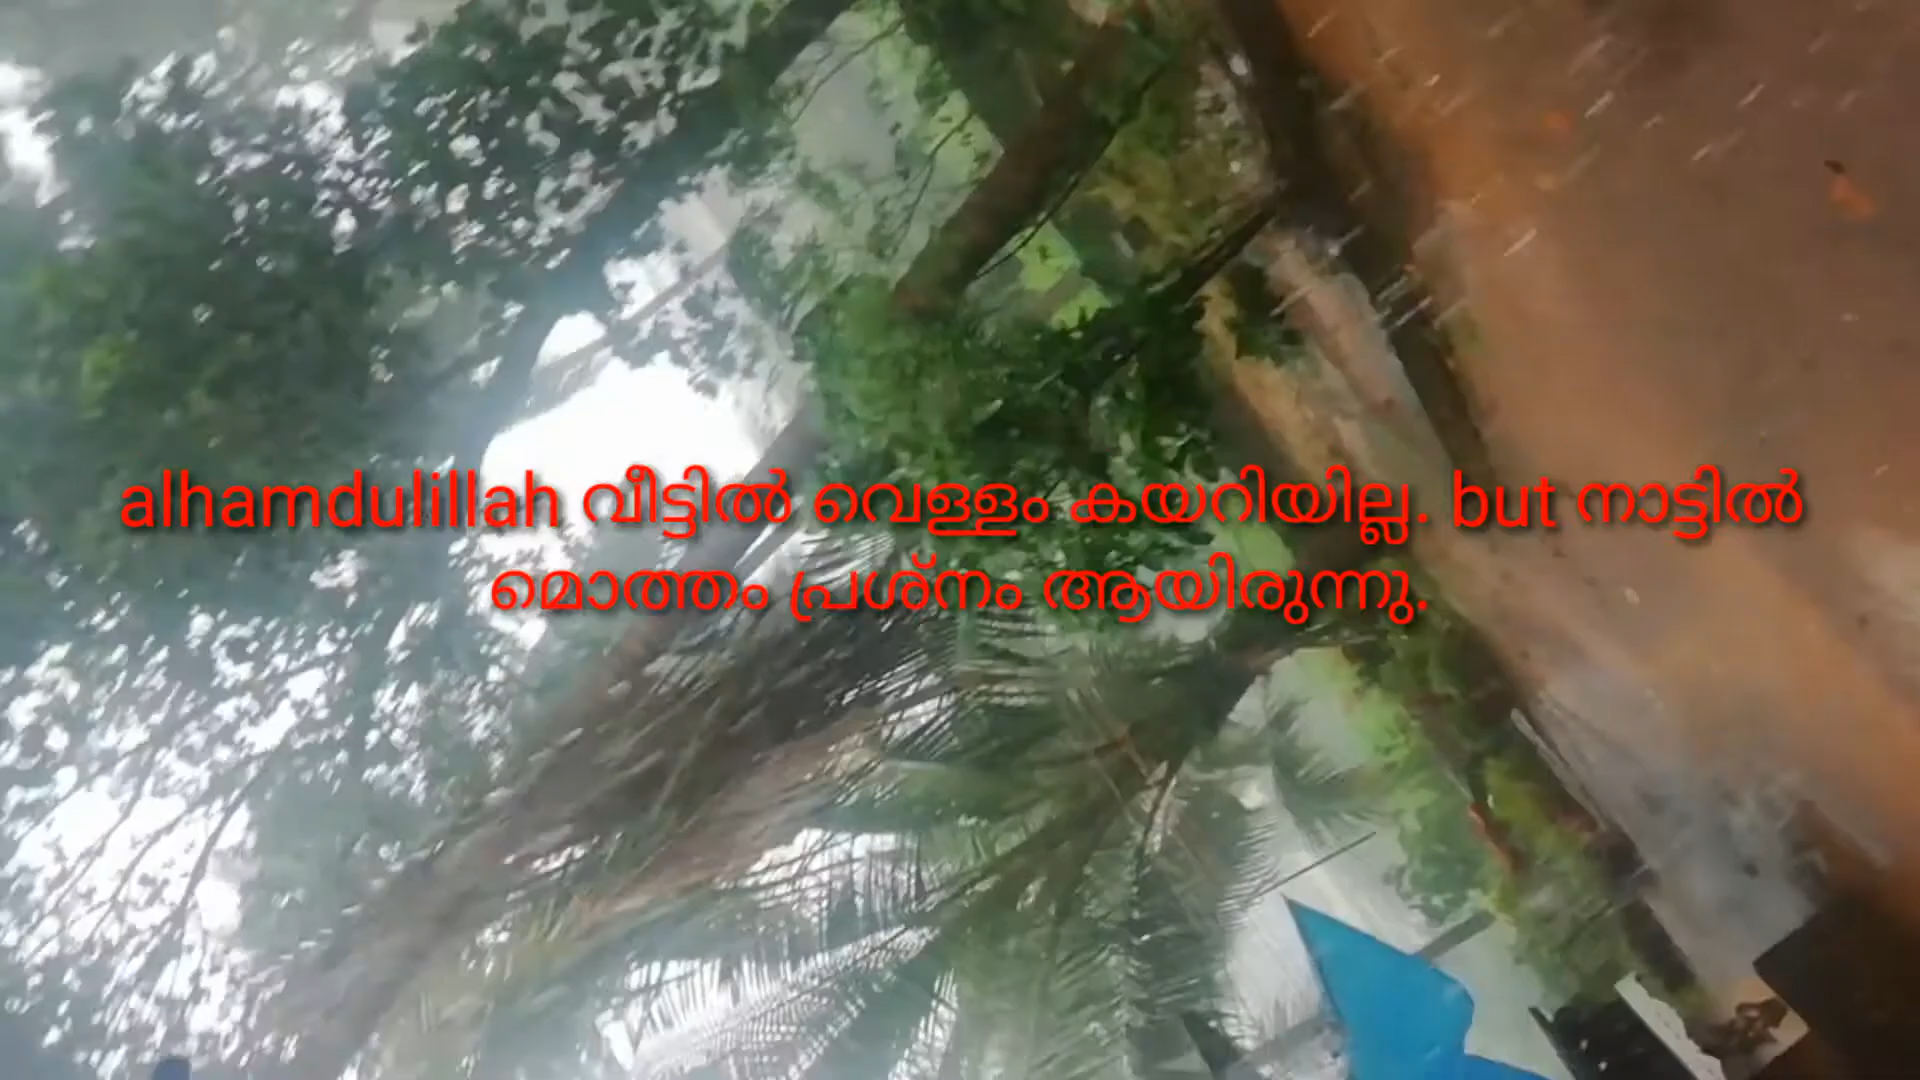 alhamdulillah വീട്ടിൽ വെള്ളം കയറിയില്ല. but നാട്ടിൽ
മൊത്തം പ്രശ്നം ആയിരുന്നു.